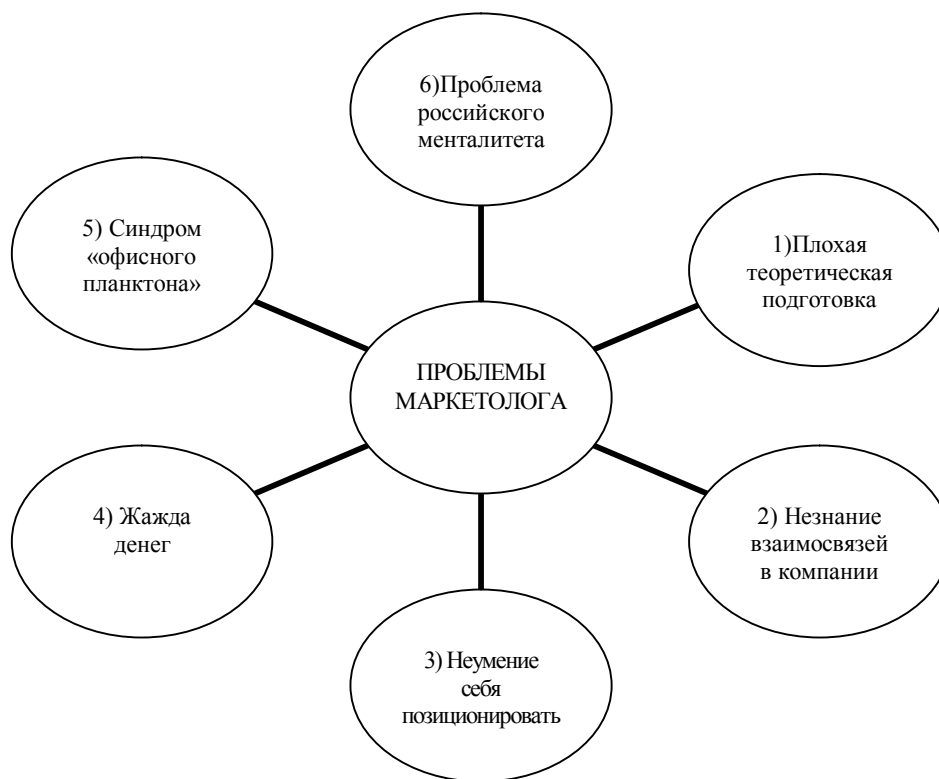 6)Проблема
российского
менталитета
5) Синдром
«офисного
планктона»
1)Плохая
теоретическая
подготовка
ПРОБЛЕМЫ
МАРКЕТОЛОГА
4) Жажда
денег
2) Незнание
взаимосвязей
в компании
3) Неумение
себя
позиционировать